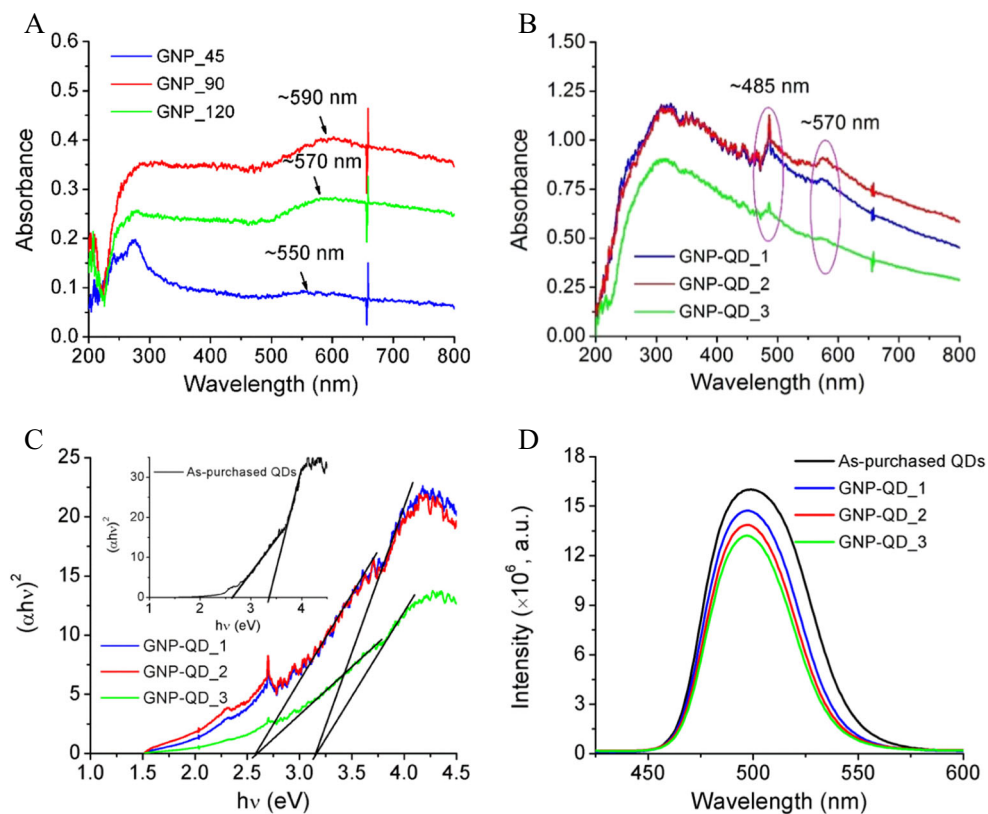 A
0.6
0.5
0.4
0.3
0.2
0.1
0.0
Absorbance
GNP_45
GNP_90
GNP_120
~590 nm
~570 nm
~550 nm
200 300 400 500 600 700 800
Wavelength (nm)
B
1.50
1.25
1.00
0.75
0.50
0.25
0.00
Absorbance
~485 nm
~570 nm
GNP-QD_1
GNP-QD_2
GNP-QD_3
200 300 400 500 600 700 800
Wavelength (nm)
C
25
20
15
10
5
0
(αhν)²
30
20
10
0
(αhν)²
As-purchased QDs
1 2 3 4
hν (eV)
GNP-QD_1
GNP-QD_2
GNP-QD_3
1.0 1.5 2.0 2.5 3.0 3.5 4.0 4.5
hν (eV)
D
18
15
12
9
6
3
0
Intensity (×10⁶, a.u.)
As-purchased QDs
GNP-QD_1
GNP-QD_2
GNP-QD_3
450 500 550 600
Wavelength (nm)